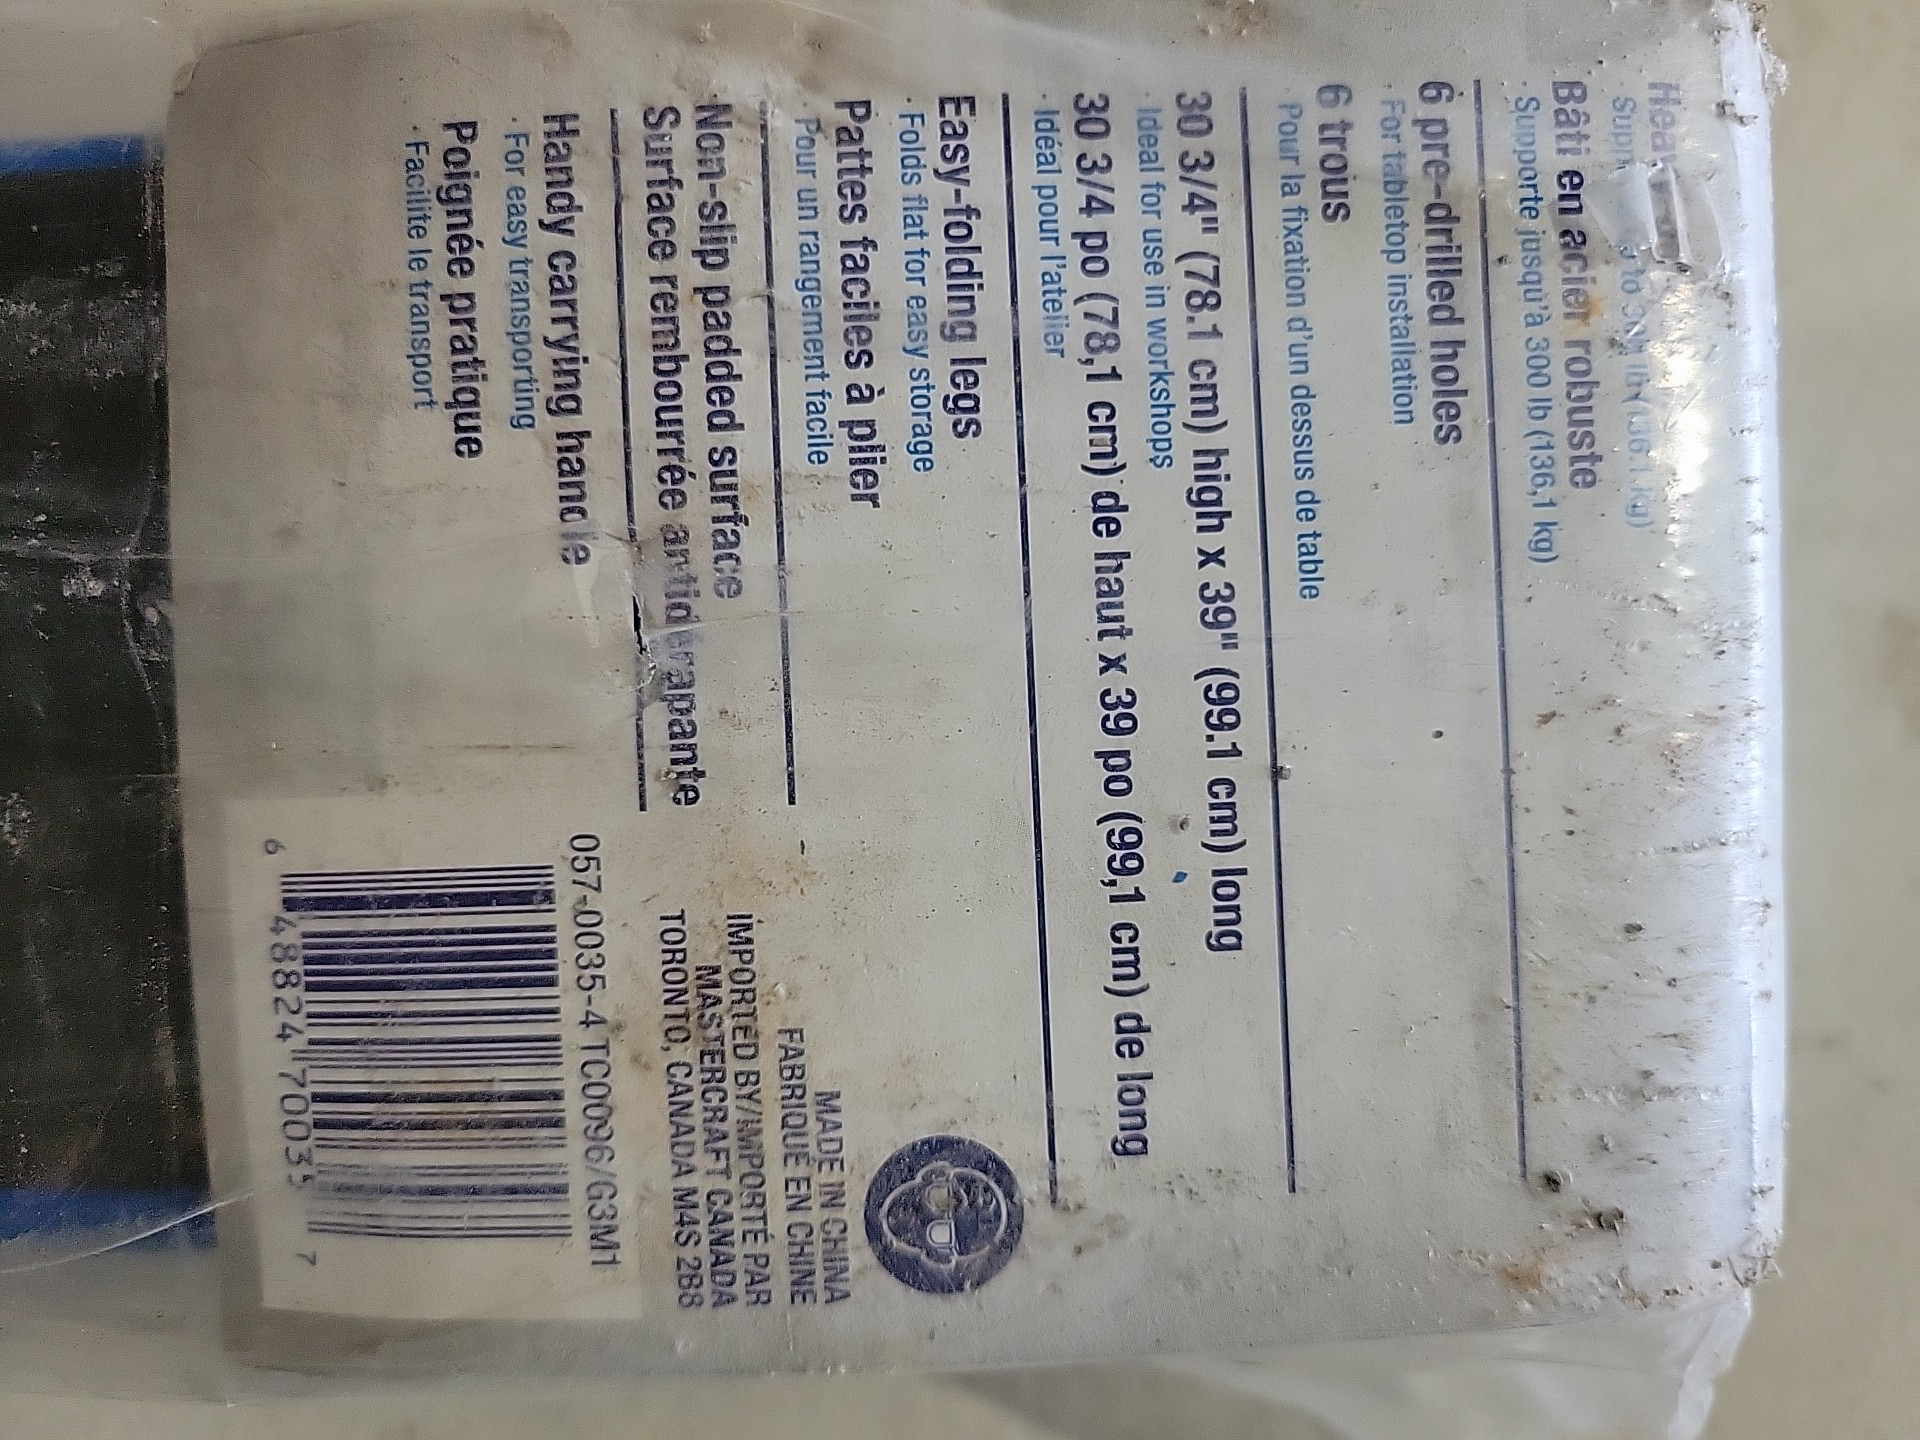 Bâti en acier robuste
· Supporte jusqu'à 300 lb (136,1 kg)
6 pre-drilled holes
· For tabletop installation
6 trous
· Pour la fixation d'un dessus de table
30 3/4" (78.1 cm) high x 39" (99.1 cm) long
· Ideal for use in workshops
30 3/4 po (78,1 cm) de haut x 39 po (99,1 cm) de long
· Idéal pour l'atelier
Easy-folding legs
· Folds flat for easy storage
Pattes faciles à plier
· Pour un rangement facile
Non-slip padded surface
Surface rembourrée antidérapante
Handy carrying handle
· For easy transporting
Poignée pratique
· Facilite le transport
MADE IN CHINA
FABRIQUÉ EN CHINE
IMPORTED BY/IMPORTÉ PAR
MASTERCRAFT CANADA
TORONTO, CANADA M4S 2B8
057-0035-4 TC0096/G3M1
6 48824 70035 7